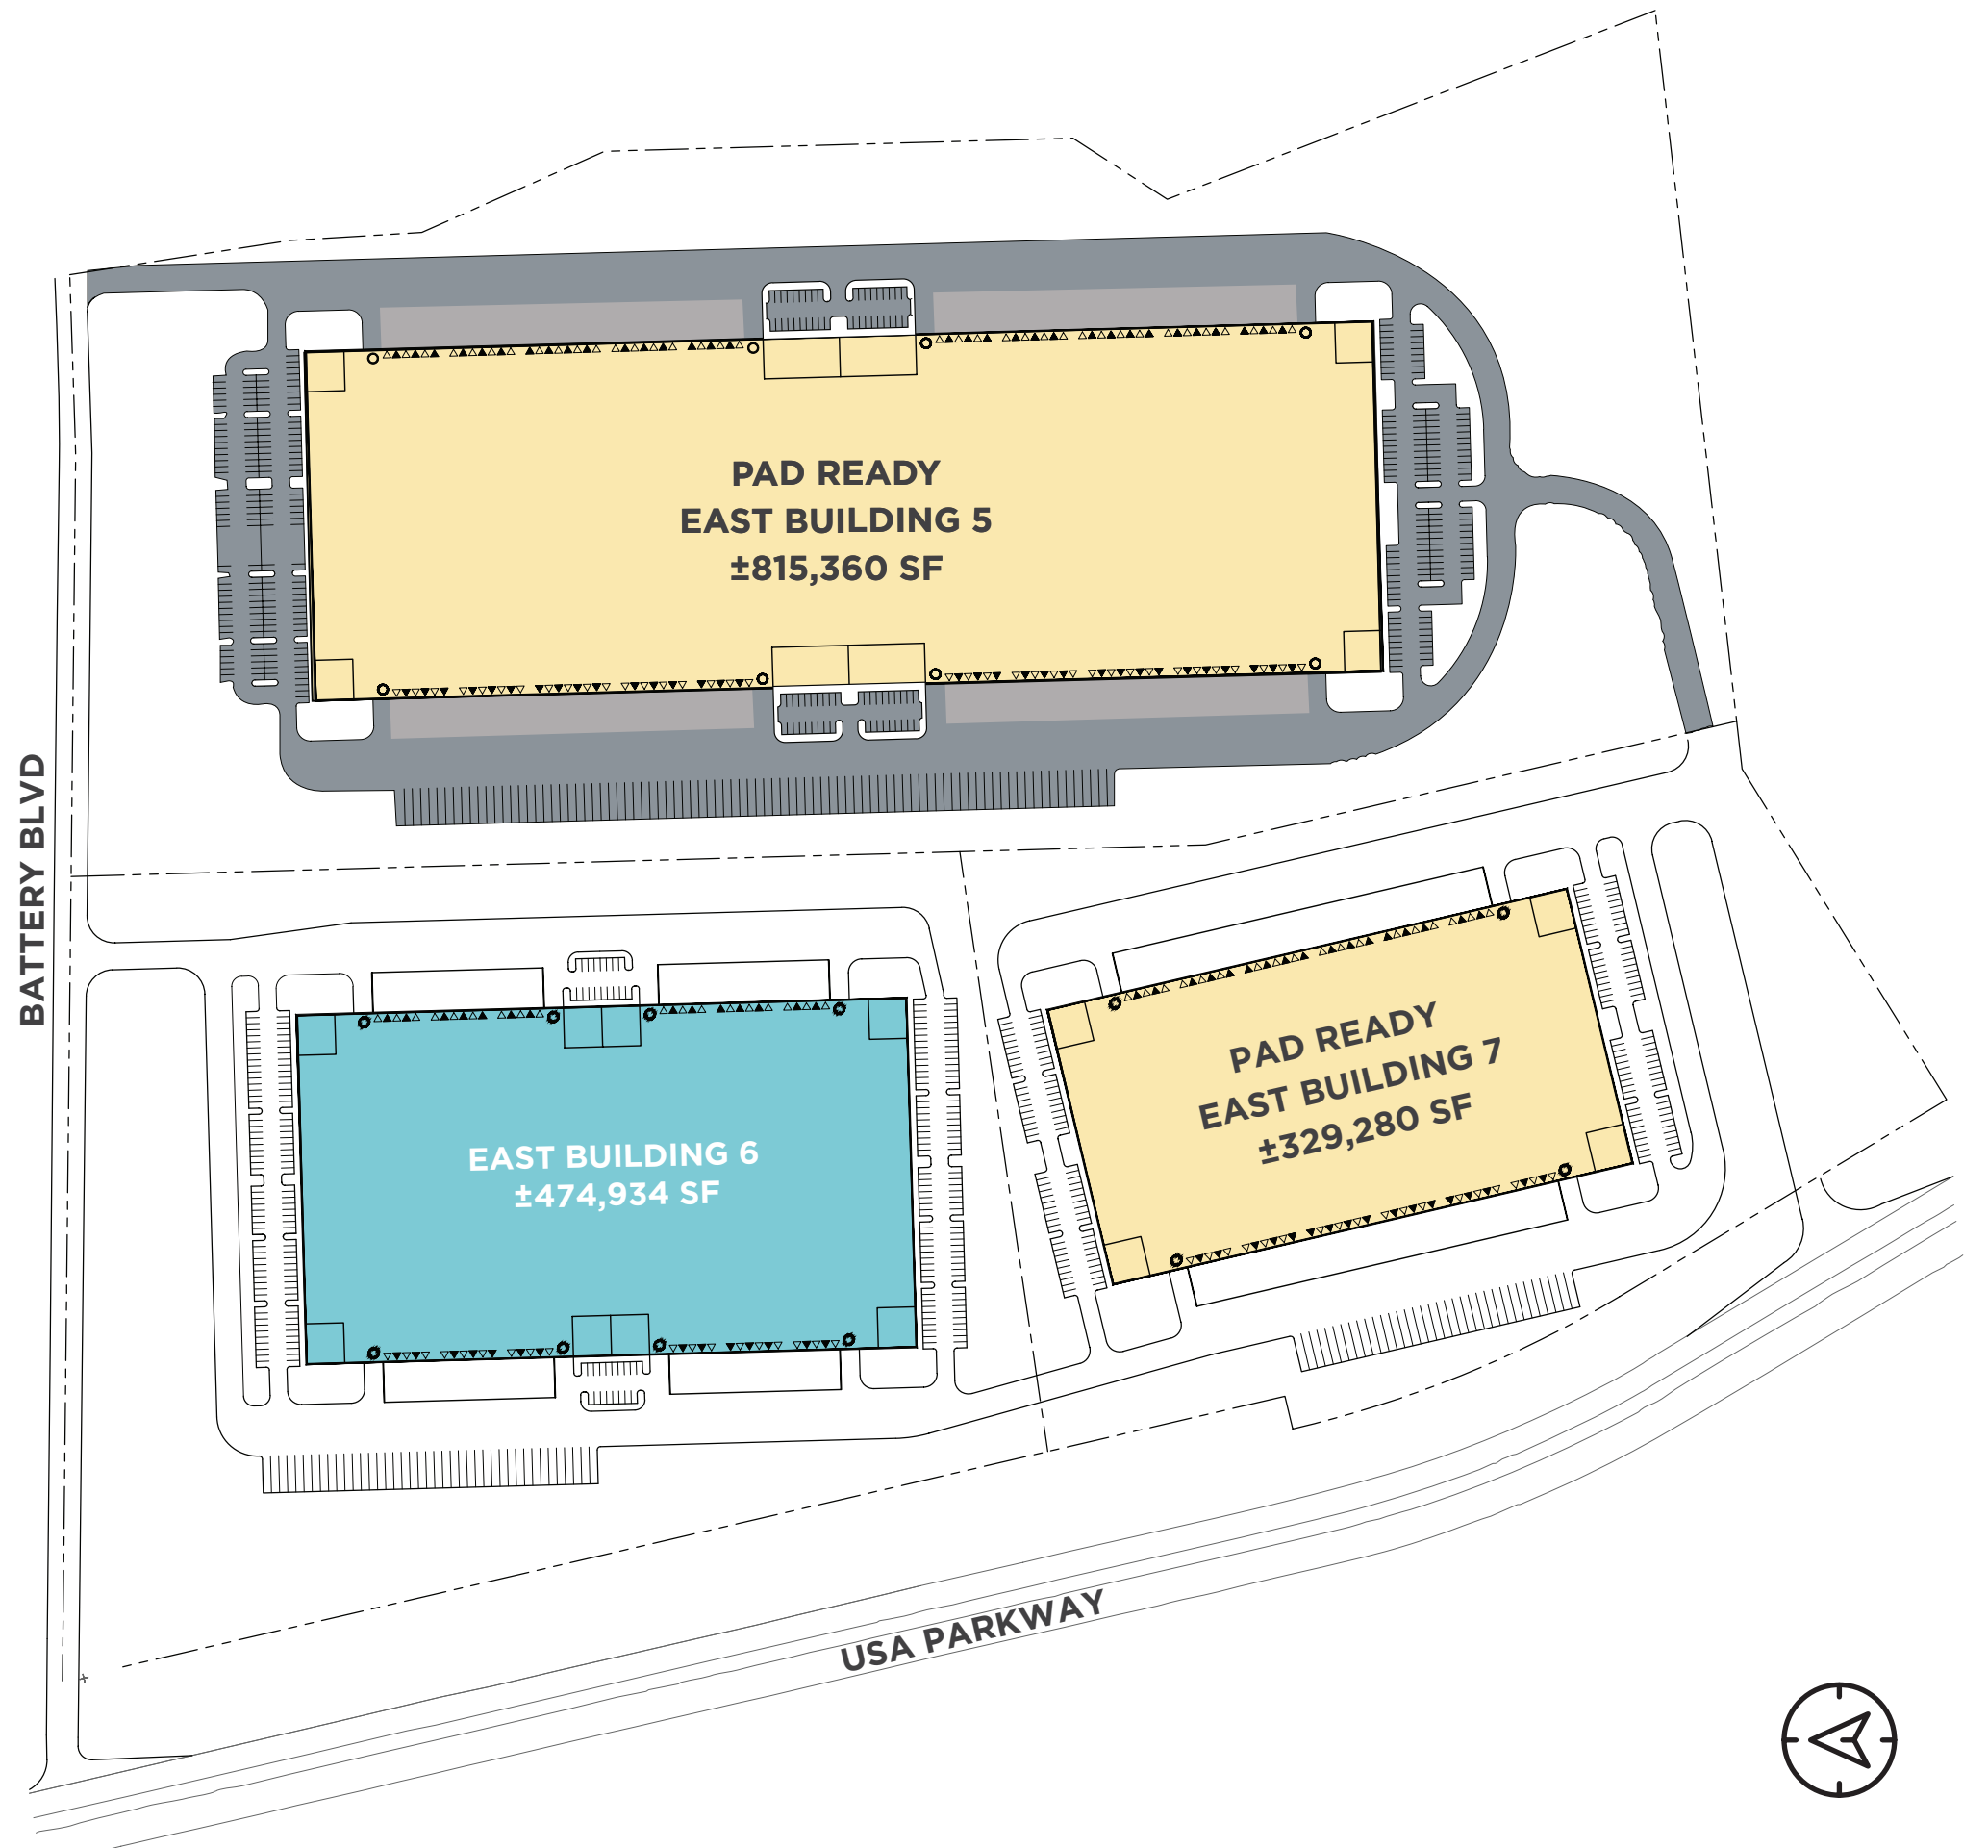 PAD READY
EAST BUILDING 5
±815,360 SF
BATTERY BLVD
EAST BUILDING 6
±474,934 SF
PAD READY
EAST BUILDING 7
±329,280 SF
USA PARKWAY